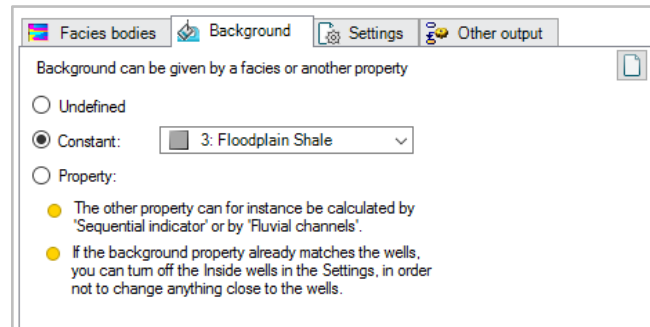 Facies bodies Background Settings Other output
Background can be given by a facies or another property
Undefined
Constant: 3: Floodplain Shale
Property:
The other property can for instance be calculated by
'Sequential indicator' or by 'Fluvial channels'.
If the background property already matches the wells,
you can turn off the Inside wells in the Settings, in order
not to change anything close to the wells.